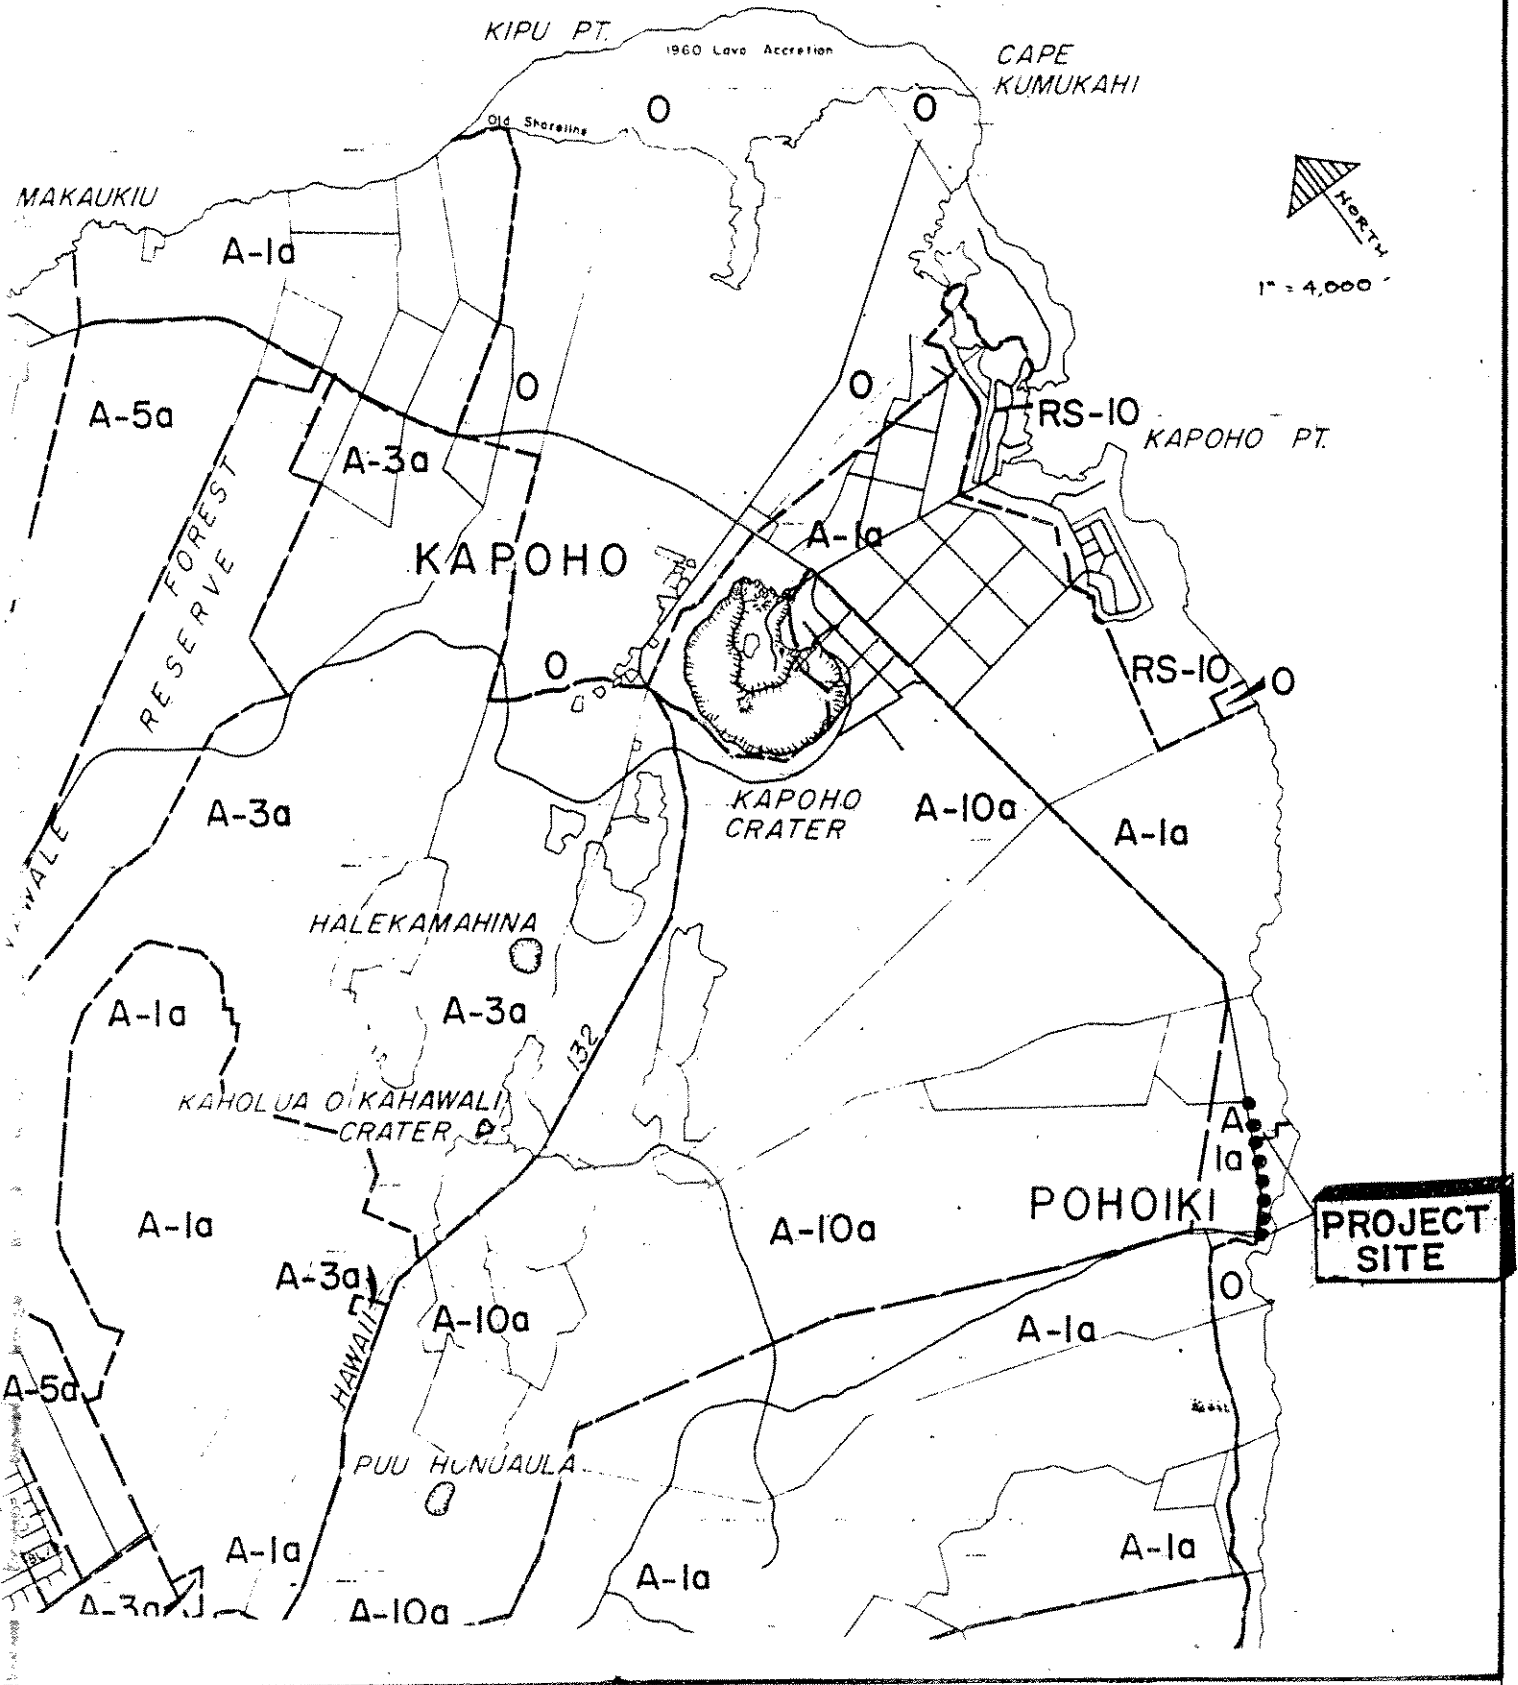 KIPU PT.
1960 Lava Accretion
CAPE
KUMUKAHI
O
O
Old Shoreline
MAKAUKIU
NORTH
1" = 4,000'
A-1a
A-5a
O
O
RS-10
KAPOHO PT.
A-3a
FOREST
RESERVE
KAPOHO
A-1a
O
RS-10
O
A-3a
KAPOHO
CRATER
A-10a
A-1a
HALEKAMAHINA
A-1a
A-3a
132
KAHOLUA O KAHAWALI
CRATER
A
1a
POHOIKI
PROJECT
SITE
A-1a
A-10a
A-3a
A-10a
O
A-1a
HAWAII
A-5a
PUU HONUAULA
A-1a
A-1a
A-1a
A-3a
A-10a